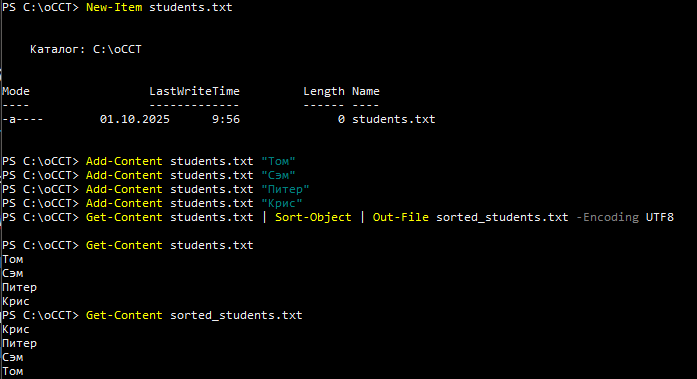 PS C:\oCCT> New-Item students.txt
Каталог: C:\oCCT
Mode LastWriteTime Length Name
---- ------------- ------ ----
-a---- 01.10.2025 9:56 0 students.txt
PS C:\oCCT> Add-Content students.txt "Том"
PS C:\oCCT> Add-Content students.txt "Сэм"
PS C:\oCCT> Add-Content students.txt "Питер"
PS C:\oCCT> Add-Content students.txt "Крис"
PS C:\oCCT> Get-Content students.txt | Sort-Object | Out-File sorted_students.txt -Encoding UTF8
PS C:\oCCT> Get-Content students.txt
Том
Сэм
Питер
Крис
PS C:\oCCT> Get-Content sorted_students.txt
Крис
Питер
Сэм
Том